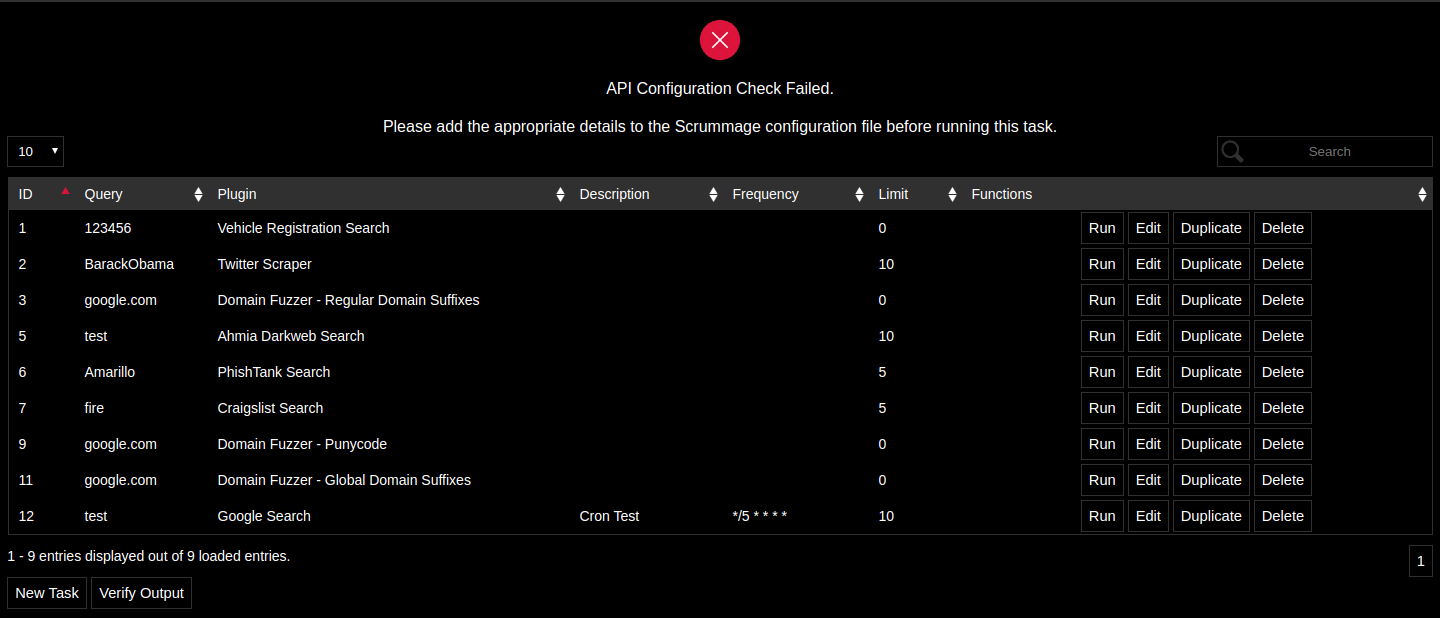 API Configuration Check Failed.
Please add the appropriate details to the Scrummage configuration file before running this task.
10 Search
ID Query Plugin Description Frequency Limit Functions
1 123456 Vehicle Registration Search 0 Run Edit Duplicate Delete
2 BarackObama Twitter Scraper 10 Run Edit Duplicate Delete
3 google.com Domain Fuzzer - Regular Domain Suffixes 0 Run Edit Duplicate Delete
5 test Ahmia Darkweb Search 10 Run Edit Duplicate Delete
6 Amarillo PhishTank Search 5 Run Edit Duplicate Delete
7 fire Craigslist Search 5 Run Edit Duplicate Delete
9 google.com Domain Fuzzer - Punycode 0 Run Edit Duplicate Delete
11 google.com Domain Fuzzer - Global Domain Suffixes 0 Run Edit Duplicate Delete
12 test Google Search Cron Test */5 * * * * 10 Run Edit Duplicate Delete
1 - 9 entries displayed out of 9 loaded entries. 1
New Task Verify Output